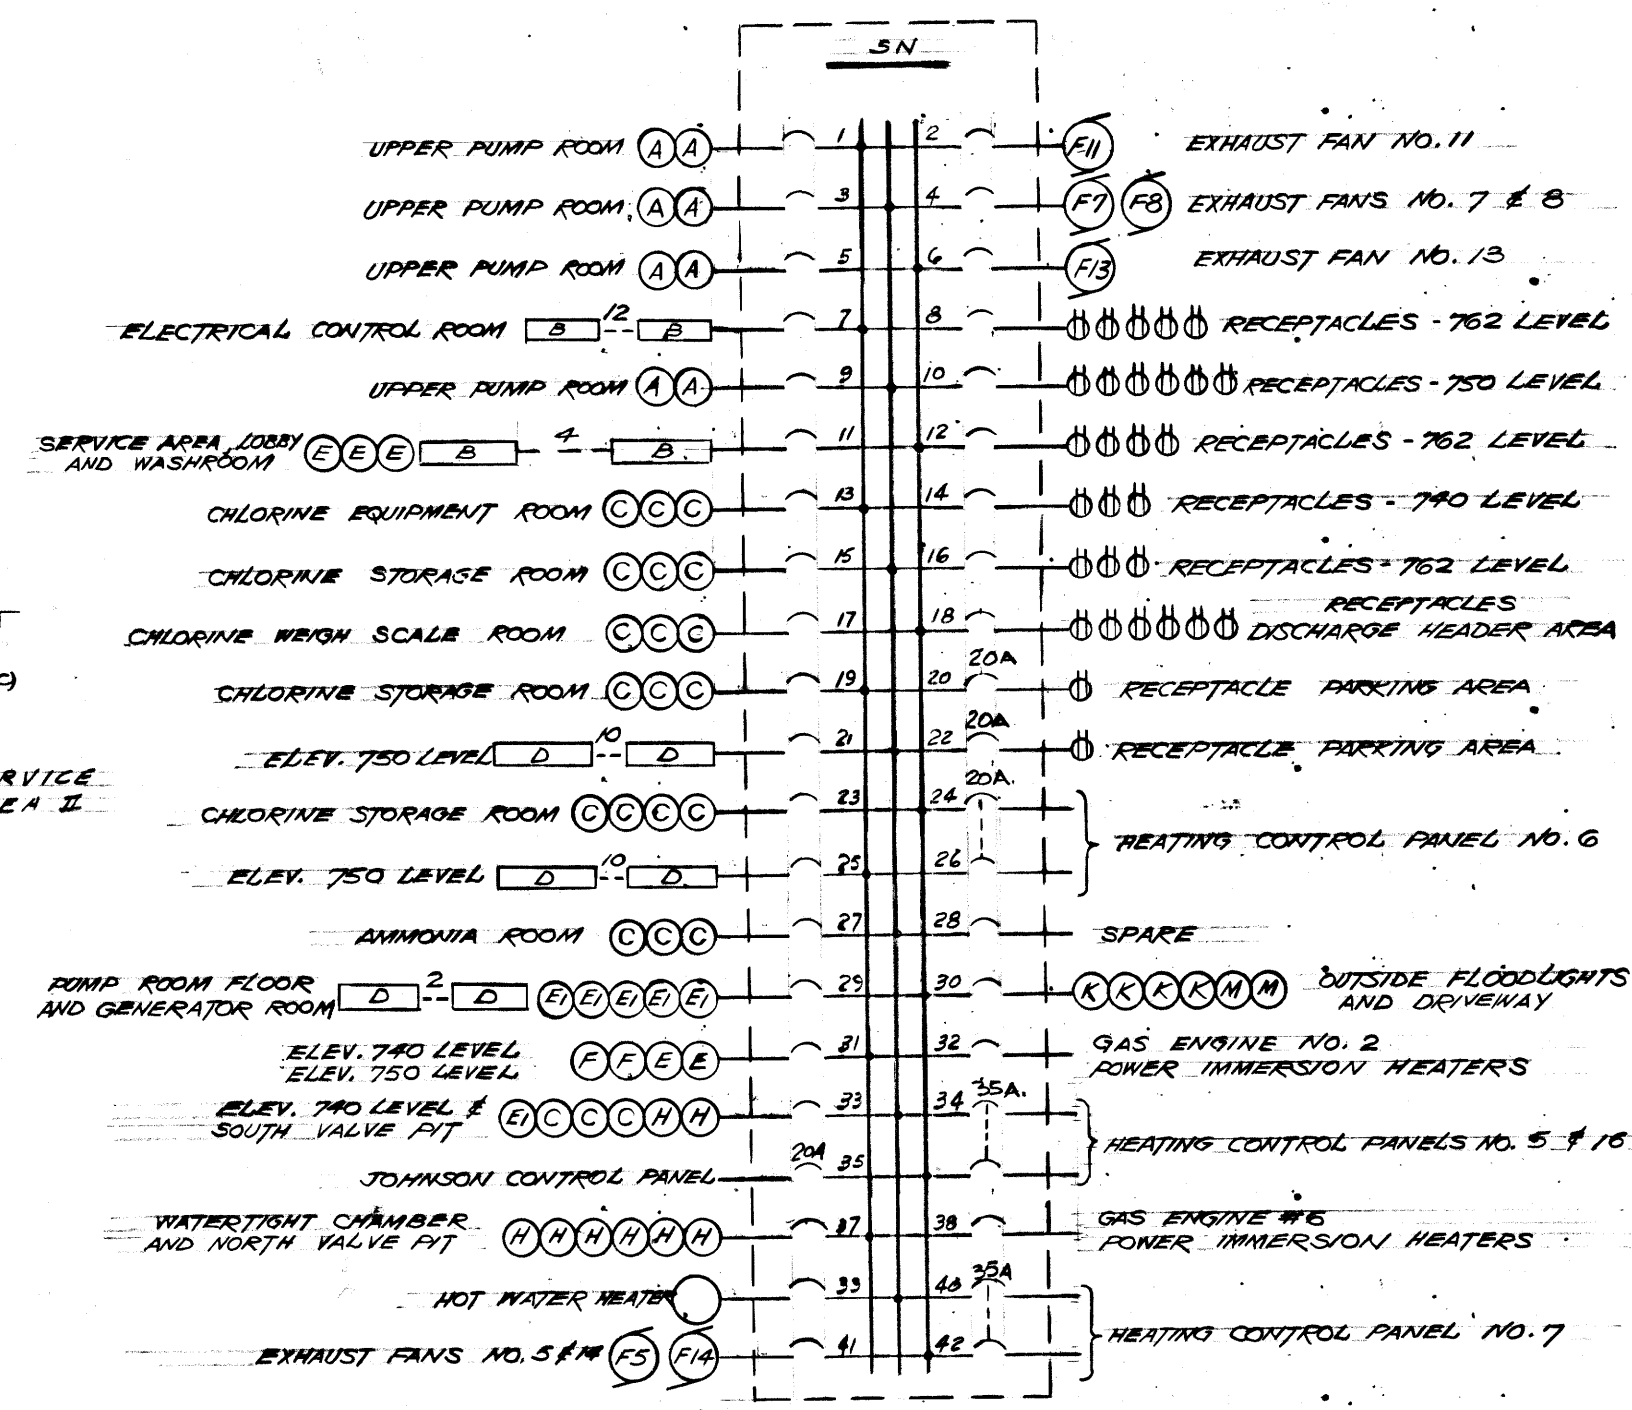 SN
UPPER PUMP ROOM A A 1 2 F11 EXHAUST FAN NO. 11
UPPER PUMP ROOM A A 3 4 F7 F8 EXHAUST FANS NO. 7 & 8
UPPER PUMP ROOM A A 5 6 F13 EXHAUST FAN NO. 13
ELECTRICAL CONTROL ROOM B 12 B 7 8 RECEPTACLES - 762 LEVEL
UPPER PUMP ROOM A A 9 10 RECEPTACLES - 750 LEVEL
SERVICE AREA, LOBBY
AND WASHROOM E E E B 4 B 11 12 RECEPTACLES - 762 LEVEL
CHLORINE EQUIPMENT ROOM C C C 13 14 RECEPTACLES - 740 LEVEL
CHLORINE STORAGE ROOM C C C 15 16 RECEPTACLES - 762 LEVEL
CHLORINE WEIGH SCALE ROOM C C C 17 18 RECEPTACLES
DISCHARGE HEADER AREA
CHLORINE STORAGE ROOM C C C 19 20 20A RECEPTACLE PARKING AREA
ELEV. 750 LEVEL D 10 D 21 22 20A RECEPTACLE PARKING AREA
RVICE
EA II
CHLORINE STORAGE ROOM C C C C 23 24 20A.
HEATING CONTROL PANEL NO. 6
ELEV. 750 LEVEL D 10 D 25 26
AMMONIA ROOM C C C 27 28 SPARE
PUMP ROOM FLOOR
AND GENERATOR ROOM D 2 D E1 E1 E1 E1 E1 29 30 K K K K M M OUTSIDE FLOODLIGHTS
AND DRIVEWAY
ELEV. 740 LEVEL
ELEV. 750 LEVEL F F E E 31 32 GAS ENGINE NO. 2
POWER IMMERSION HEATERS
ELEV. 740 LEVEL &
SOUTH VALVE PIT E1 C C C H H 33 34 35A.
HEATING CONTROL PANELS NO. 5 & 16
JOHNSON CONTROL PANEL 20A 35
WATERTIGHT CHAMBER
AND NORTH VALVE PIT H H H H H H 37 38 GAS ENGINE #6
POWER IMMERSION HEATERS
HOT WATER HEATER 39 40 35A
HEATING CONTROL PANEL NO. 7
EXHAUST FANS NO. 5 & 14 F5 F14 41 42